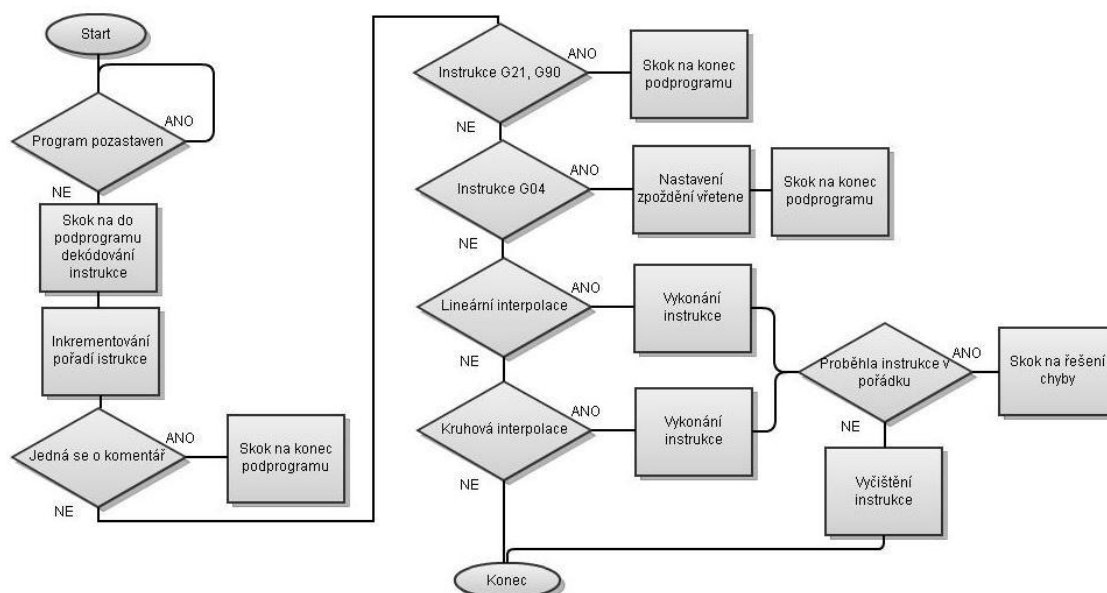 Start
Program pozastaven
ANO
NE
Skok na do
podprogramu
dekódování
instrukce
Inkrementování
pořadí istrukce
Jedná se o komentář
ANO
Skok na konec
podprogramu
NE
Instrukce G21, G90
ANO
Skok na konec
podprogramu
NE
Instrukce G04
ANO
Nastavení
zpoždění vřetene
Skok na konec
podprogramu
NE
Lineární interpolace
ANO
Vykonání
instrukce
NE
Kruhová interpolace
ANO
Vykonání
instrukce
NE
Proběhla instrukce v
pořádku
ANO
Skok na řešení
chyby
NE
Vyčištění
instrukce
Konec